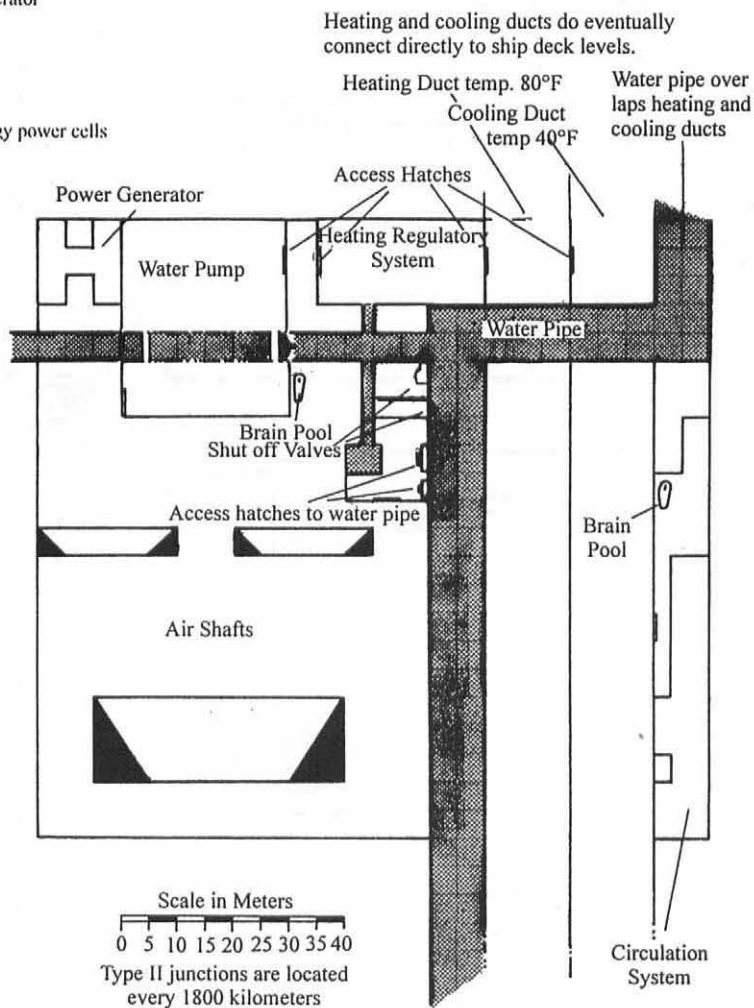 Heating and cooling ducts do eventually
connect directly to ship deck levels.
Heating Duct temp. 80°F
Cooling Duct
temp 40°F
Water pipe over
laps heating and
cooling ducts
power cells
Access Hatches
Power Generator
Heating Regulatory
System
Water Pump
Water Pipe
Brain Pool
Shut off Valves
Access hatches to water pipe
Brain
Pool
Air Shafts
Scale in Meters
0 5 10 15 20 25 30 35 40
Type II junctions are located
every 1800 kilometers
Circulation
System